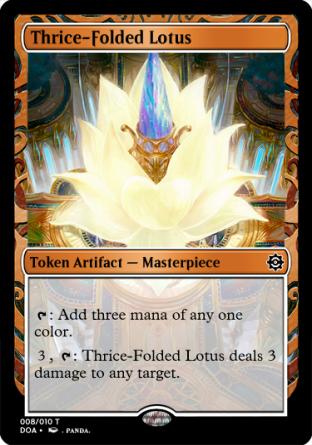 Thrice-Folded Lotus
Token Artifact — Masterpiece
: Add three mana of any one
color.
3 , : Thrice-Folded Lotus deals 3
damage to any target.
008/010 T
DOA • . PANDA.